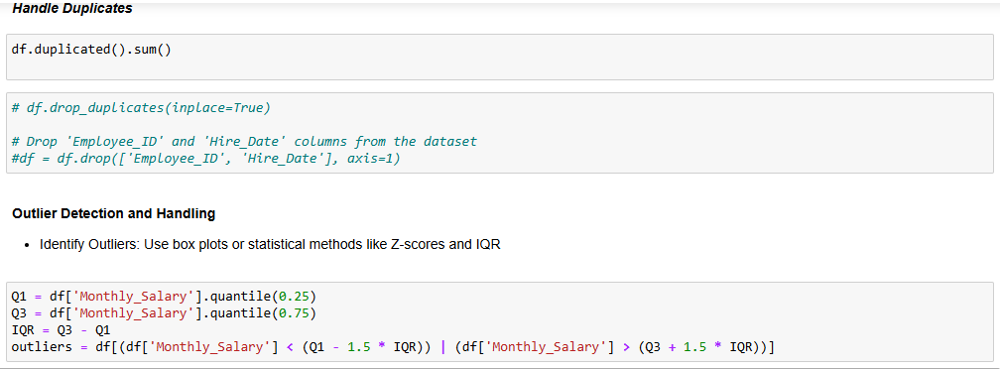 Handle Duplicates
df.duplicated().sum()
# df.drop_duplicates(inplace=True)
# Drop 'Employee_ID' and 'Hire_Date' columns from the dataset
#df = df.drop(['Employee_ID', 'Hire_Date'], axis=1)
Outlier Detection and Handling
• Identify Outliers: Use box plots or statistical methods like Z-scores and IQR
Q1 = df['Monthly_Salary'].quantile(0.25)
Q3 = df['Monthly_Salary'].quantile(0.75)
IQR = Q3 - Q1
outliers = df[(df['Monthly_Salary'] < (Q1 - 1.5 * IQR)) | (df['Monthly_Salary'] > (Q3 + 1.5 * IQR))]